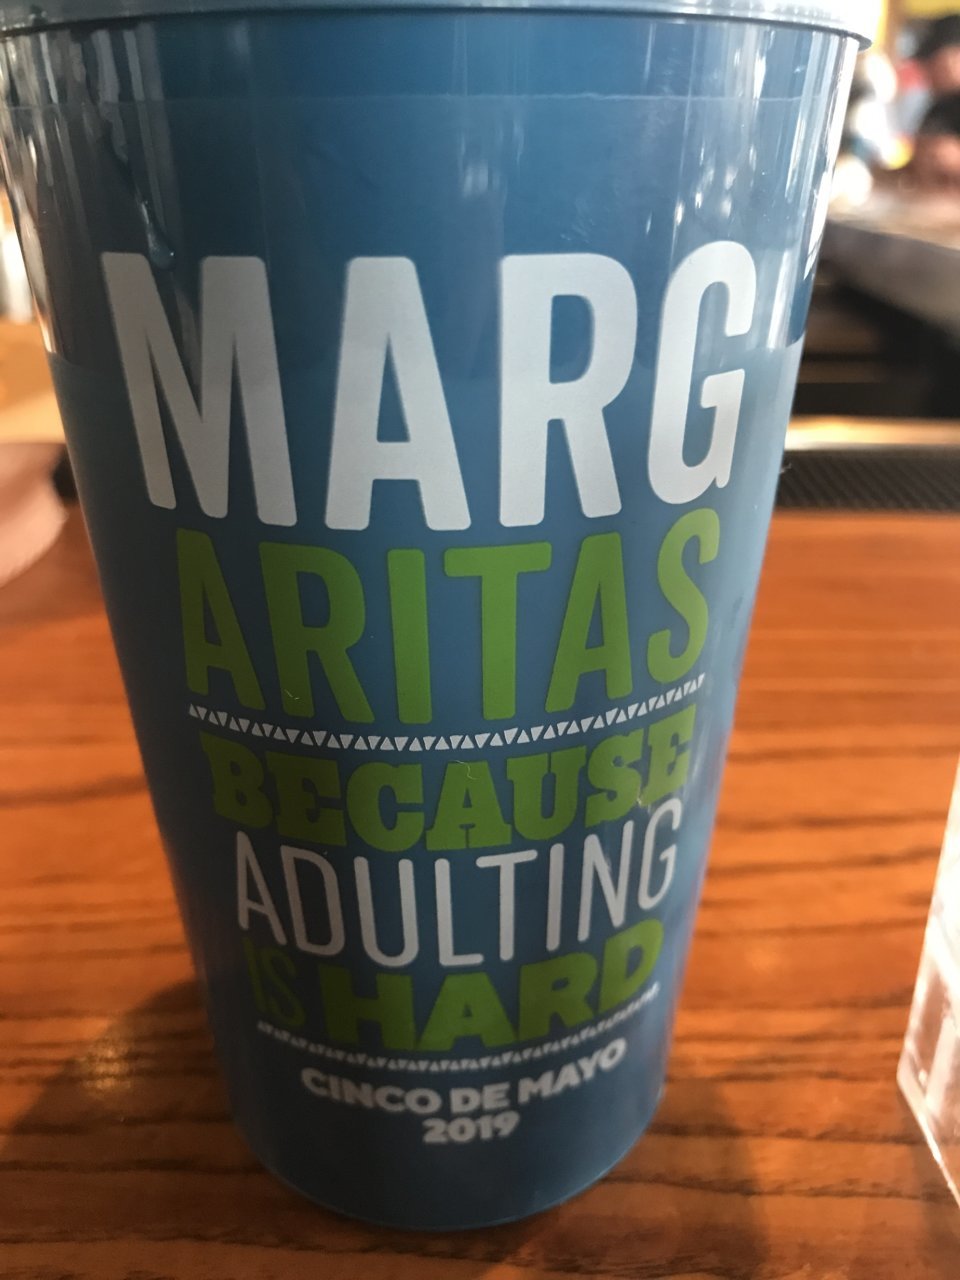 MARG
ARITAS
BECAUSE
ADULTING
IS HARD
CINCO DE MAYO
2019